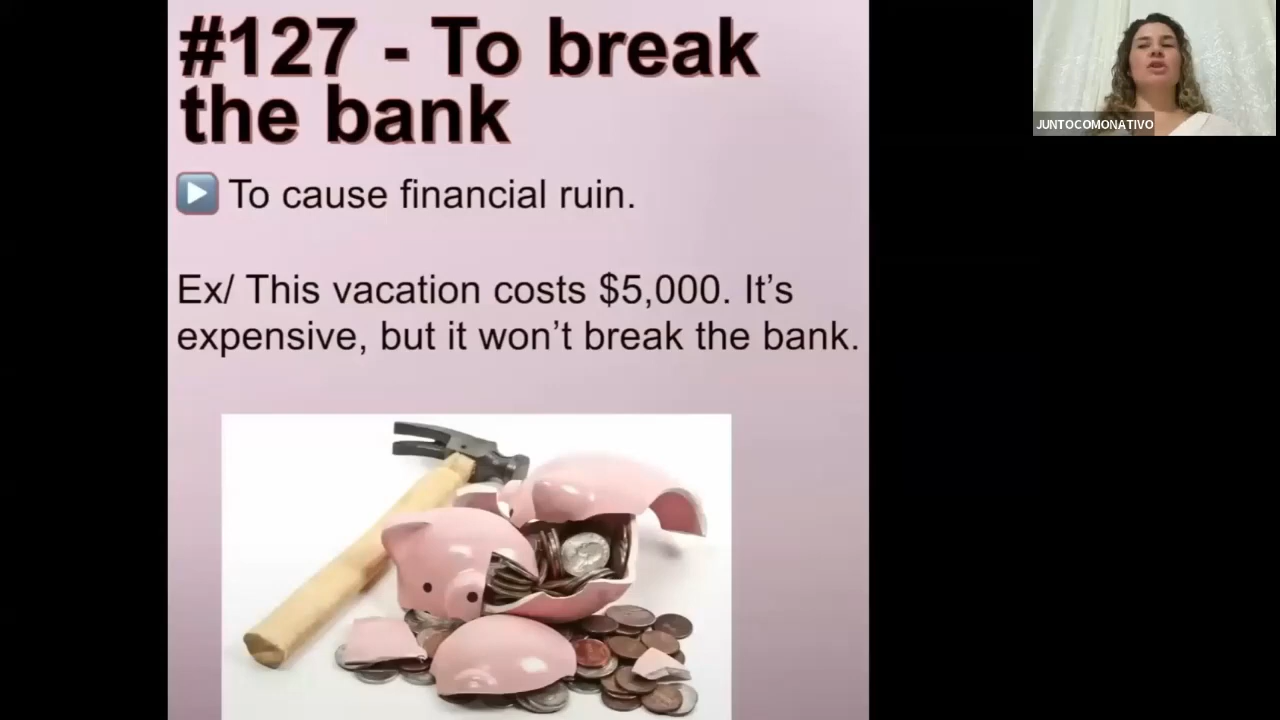 #127 - To break
the bank
To cause financial ruin.
Ex/ This vacation costs $5,000. It’s
expensive, but it won’t break the bank.
JUNTOCOMONATIVO